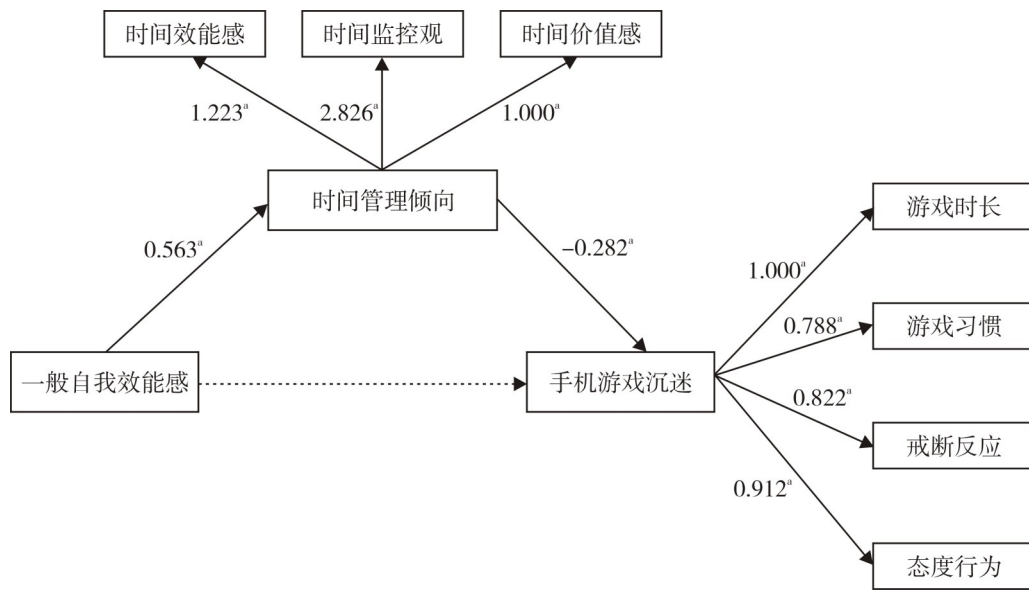 时间效能感
时间监控观
时间价值感
1.223ª
2.826ª
1.000ª
时间管理倾向
游戏时长
0.563ª
-0.282ª
1.000ª
0.788ª
游戏习惯
一般自我效能感
手机游戏沉迷
0.822ª
戒断反应
0.912ª
态度行为